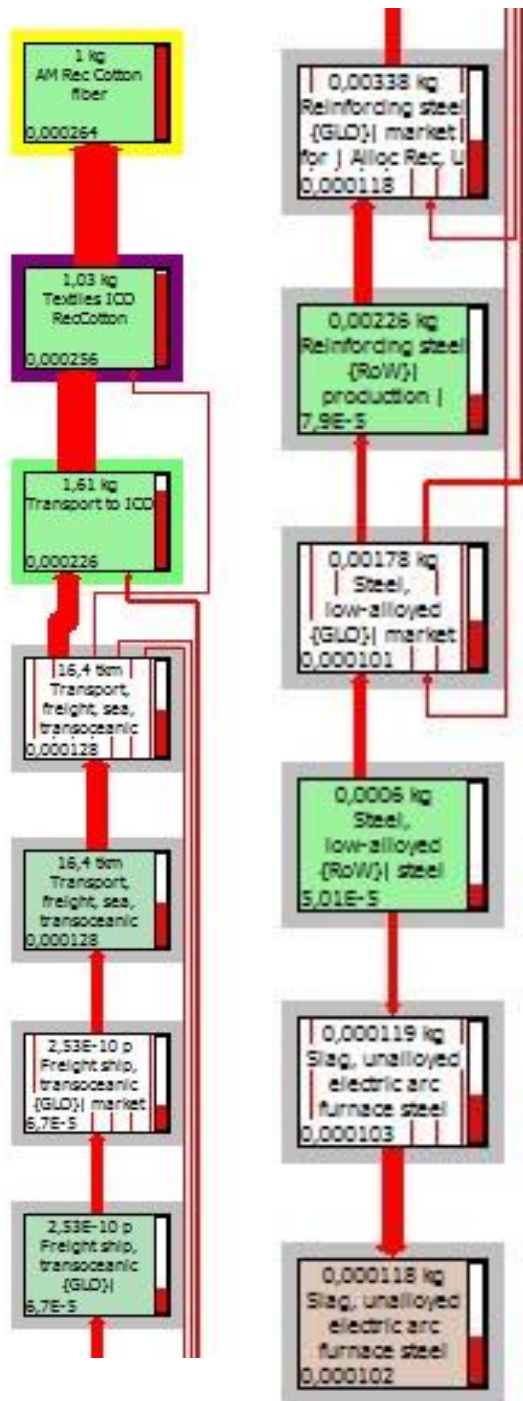 1 kg
AM Rec Cotton
fiber
0,000264
1,03 kg
Textiles ICO
RecCotton
0,000256
1,61 kg
Transport to ICO
0,000226
16,4 tkm
Transport,
freight, sea,
transoceanic
0,000128
16,4 tkm
Transport,
freight, sea,
transoceanic
0,000128
2,53E-10 p
Freight ship,
transoceanic
{GLO}| market
6,7E-5
2,53E-10 p
Freight ship,
transoceanic
{GLO}|
6,7E-5
0,00338 kg
Reinforcing steel
{GLO}| market
for | Alloc Rec, U
0,000118
0,00226 kg
Reinforcing steel
{RoW}|
production |
7,9E-5
0,00178 kg
Steel,
low-alloyed
{GLO}| market
0,000101
0,0006 kg
Steel,
low-alloyed
{RoW}| steel
5,01E-5
0,000119 kg
Slag, unalloyed
electric arc
furnace steel
0,000103
0,000118 kg
Slag, unalloyed
electric arc
furnace steel
0,000102